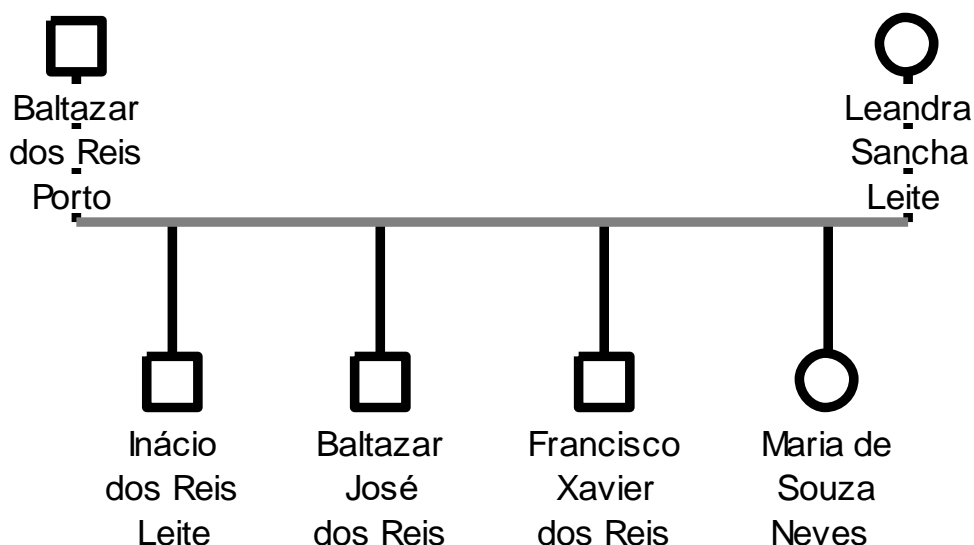 Baltazar
dos Reis
Porto
Leandra
Sancha
Leite
Inácio
dos Reis
Leite
Baltazar
José
dos Reis
Francisco
Xavier
dos Reis
Maria de
Souza
Neves